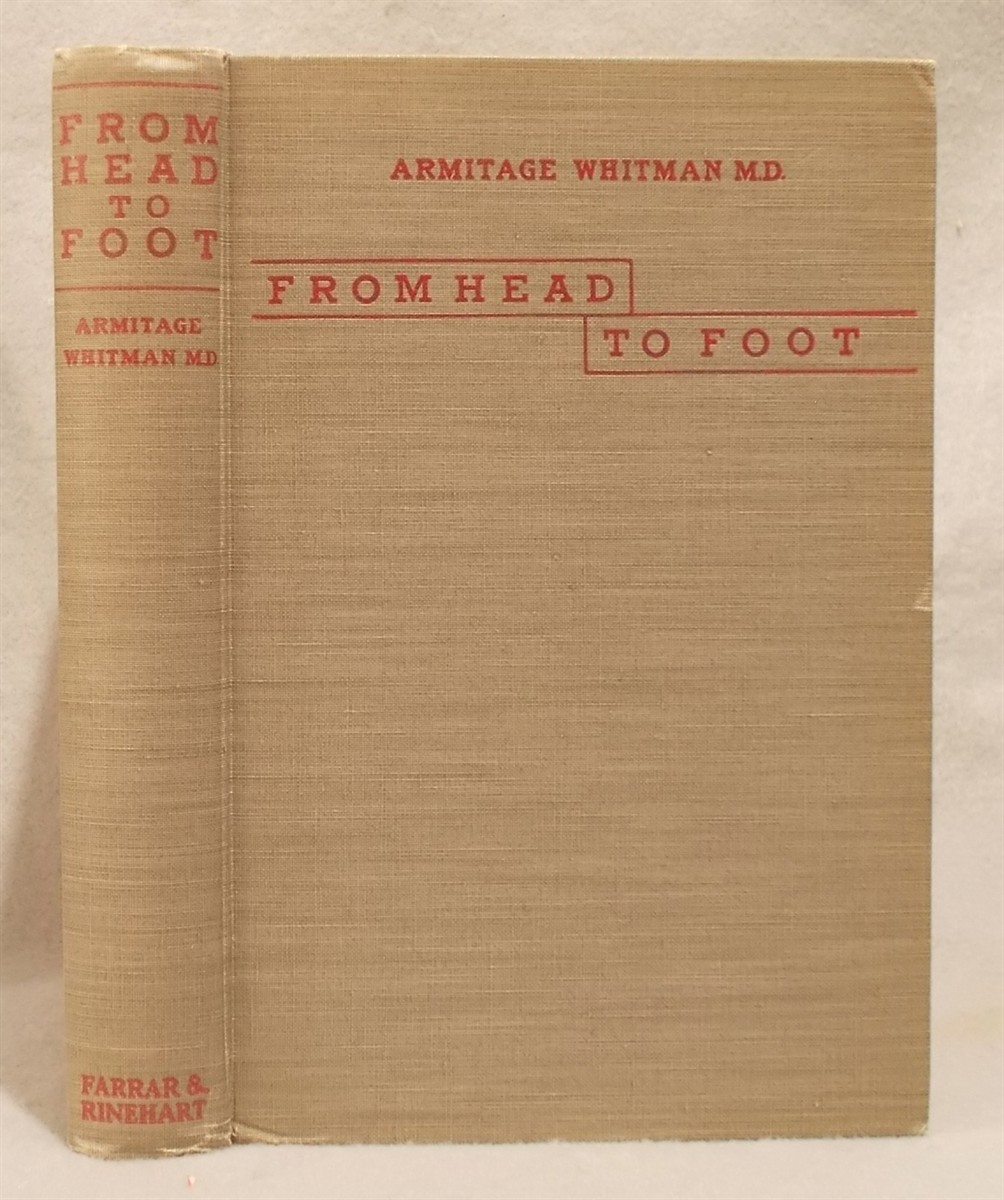 FROM
HEAD
TO
FOOT
ARMITAGE
WHITMAN M.D.
FARRAR &
RINEHART
ARMITAGE WHITMAN M.D.
FROM HEAD
TO FOOT